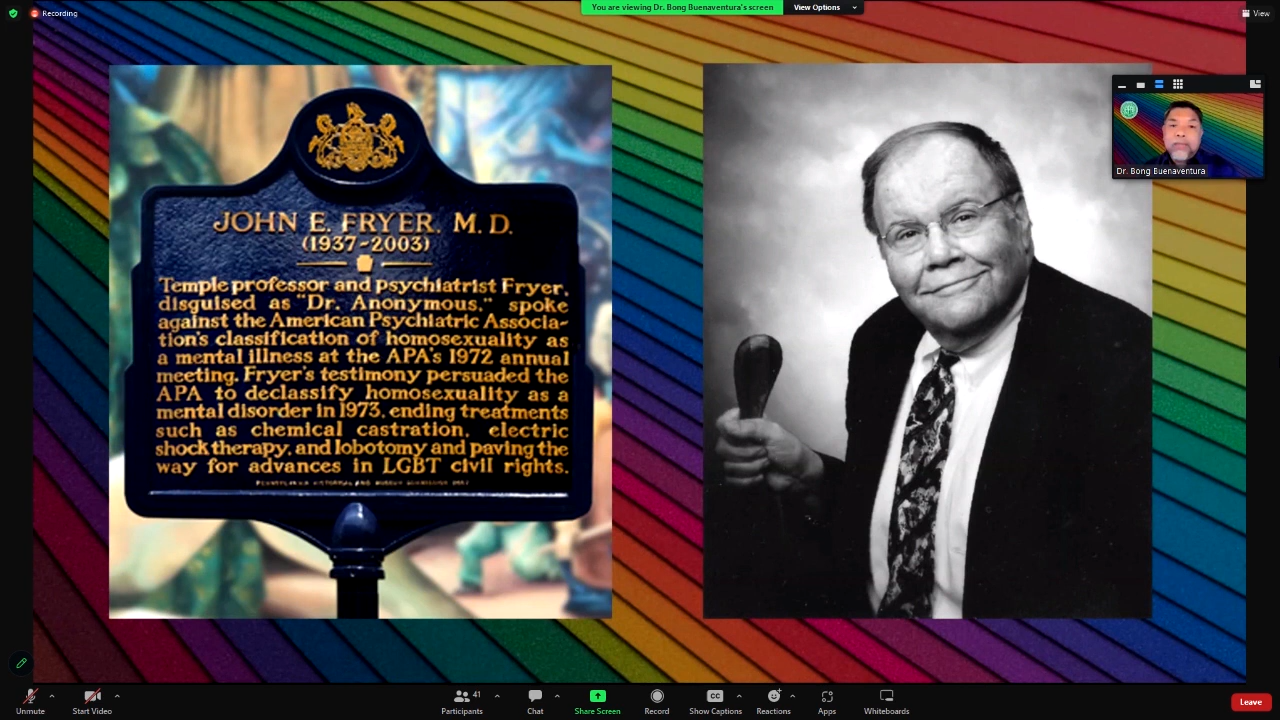 Recording
You are viewing Dr. Bong Buenaventura's screen
View Options
View
JOHN E. FRYER, M.D.
(1937-2003)
Temple professor and psychiatrist Fryer,
disguised as "Dr. Anonymous," spoke
against the American Psychiatric Associa-
tion's classification of homosexuality as
a mental illness at the APA's 1972 annual
meeting. Fryer's testimony persuaded the
APA to declassify homosexuality as a
mental disorder in 1973, ending treatments
such as chemical castration, electric
shock therapy, and lobotomy and paving the
way for advances in LGBT civil rights.
Dr. Bong Buenaventura
Unmute
Start Video
Participants
41
Chat
Share Screen
Record
CC
Show Captions
Reactions
Apps
Whiteboards
Leave